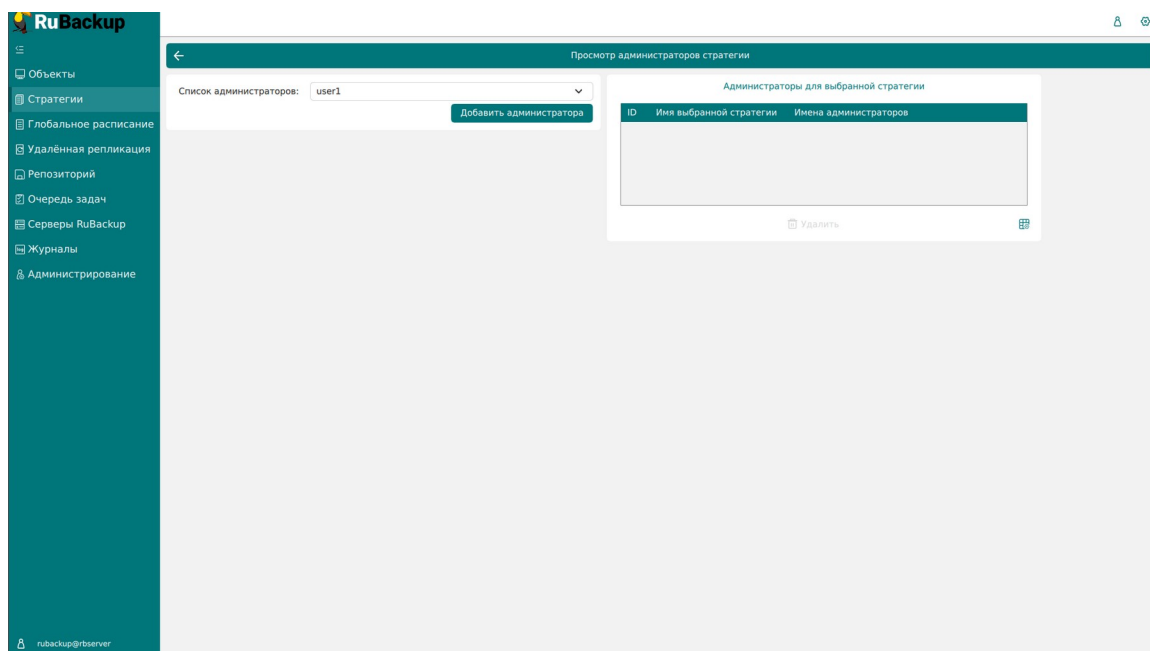 RuBackup
Просмотр администраторов стратегии
Объекты
Стратегии
Глобальное расписание
Удалённая репликация
Репозиторий
Очередь задач
Серверы RuBackup
Журналы
Администрирование
Список администраторов: user1
Добавить администратора
Администраторы для выбранной стратегии
ID Имя выбранной стратегии Имена администраторов
Удалить
rubackup@rbserver